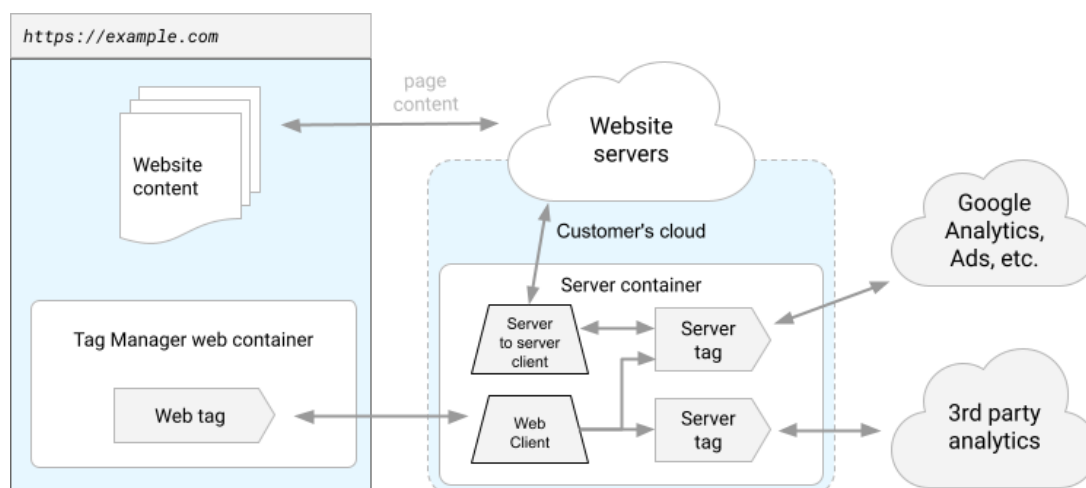 https://example.com
page
content
Website
servers
Website
content
Google
Analytics,
Ads, etc.
Customer's cloud
Server container
Server
to server
client
Server
tag
Tag Manager web container
Web tag
Web
Client
Server
tag
3rd party
analytics